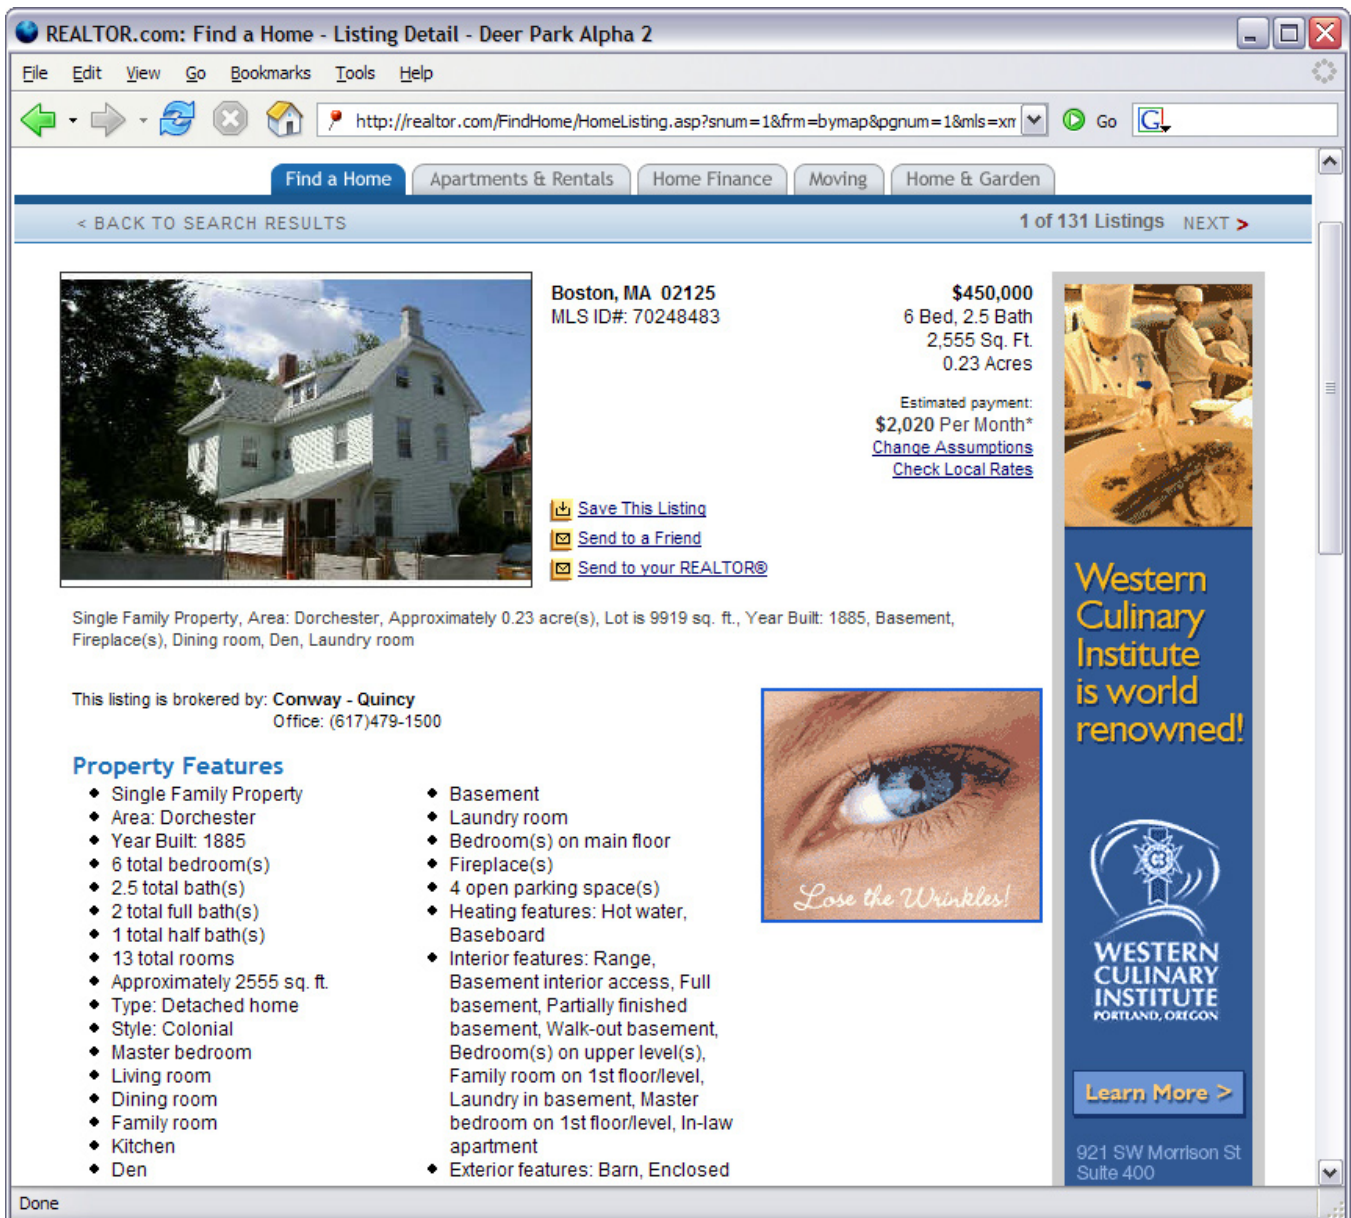 REALTOR.com: Find a Home - Listing Detail - Deer Park Alpha 2
File Edit View Go Bookmarks Tools Help
http://realtor.com/FindHome/HomeListing.asp?snum=1&frm=bymap&pgnum=1&mls=xm Go G
Find a Home Apartments & Rentals Home Finance Moving Home & Garden
< BACK TO SEARCH RESULTS 1 of 131 Listings NEXT >
Boston, MA 02125 $450,000
MLS ID#: 70248483 6 Bed, 2.5 Bath
2,555 Sq. Ft.
0.23 Acres
Estimated payment:
$2,020 Per Month*
Change Assumptions
Check Local Rates
Save This Listing
Send to a Friend
Send to your REALTOR®
Single Family Property, Area: Dorchester, Approximately 0.23 acre(s), Lot is 9919 sq. ft., Year Built: 1885, Basement,
Fireplace(s), Dining room, Den, Laundry room
This listing is brokered by: Conway - Quincy
Office: (617)479-1500
Property Features
Single Family Property
Area: Dorchester
Year Built: 1885
6 total bedroom(s)
2.5 total bath(s)
2 total full bath(s)
1 total half bath(s)
13 total rooms
Approximately 2555 sq. ft.
Type: Detached home
Style: Colonial
Master bedroom
Living room
Dining room
Family room
Kitchen
Den
Basement
Laundry room
Bedroom(s) on main floor
Fireplace(s)
4 open parking space(s)
Heating features: Hot water,
Baseboard
Interior features: Range,
Basement interior access, Full
basement, Partially finished
basement, Walk-out basement,
Bedroom(s) on upper level(s),
Family room on 1st floor/level,
Laundry in basement, Master
bedroom on 1st floor/level, In-law
apartment
Exterior features: Barn, Enclosed
Lose the Wrinkles!
Western
Culinary
Institute
is world
renowned!
WESTERN
CULINARY
INSTITUTE
PORTLAND, OREGON
Learn More >
921 SW Morrison St
Suite 400
Done